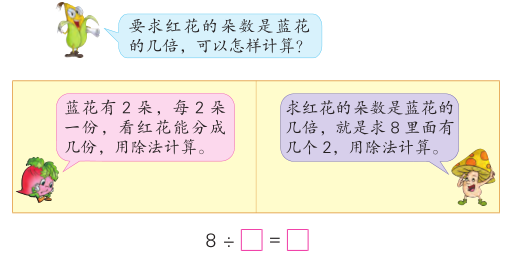 要求红花的朵数是蓝花
的几倍，可以怎样计算？
蓝花有2朵，每2朵
一份，看红花能分成
几份，用除法计算。
求红花的朵数是蓝花的
几倍，就是求8里面有
几个2，用除法计算。
8÷□=□